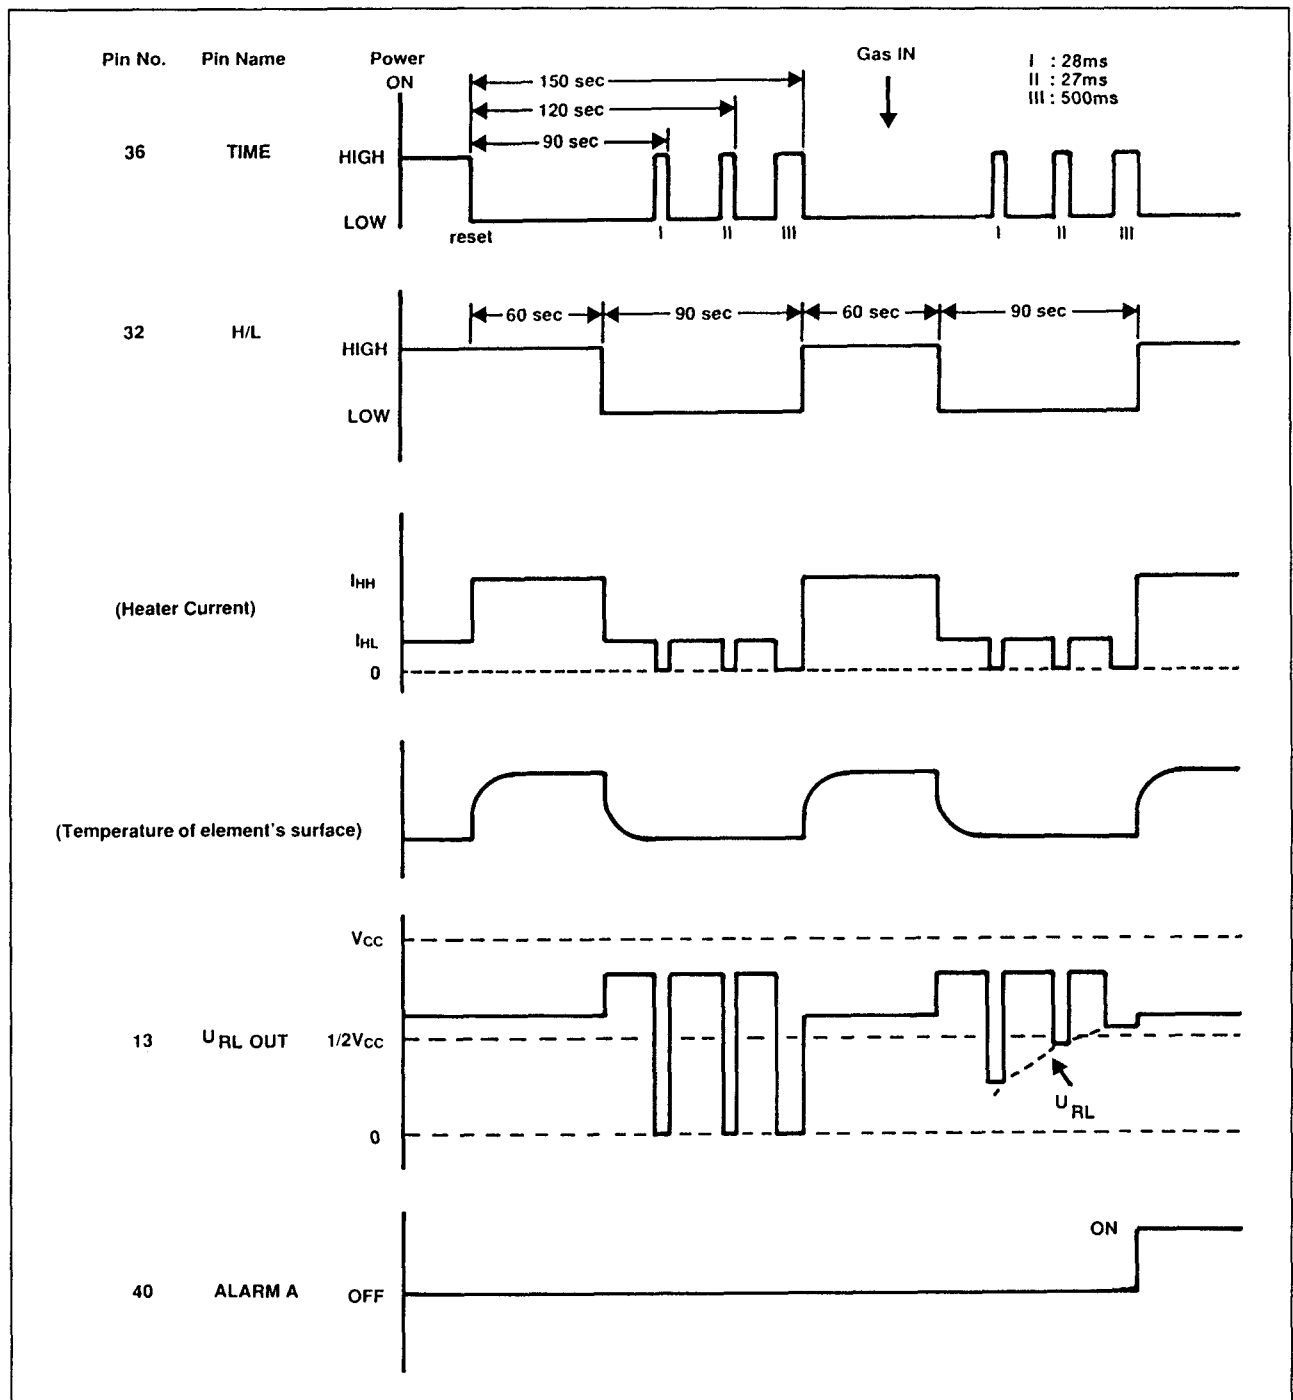 Pin No. Pin Name Power ON Gas IN
I : 28ms
II : 27ms
III : 500ms
150 sec
120 sec
90 sec
36 TIME HIGH
LOW
reset I II III I II III
60 sec 90 sec 60 sec 90 sec
32 H/L HIGH
LOW
IHH
(Heater Current)
IHL
0
(Temperature of element's surface)
VCC
13 URL OUT 1/2VCC
URL
0
ON
40 ALARM A OFF